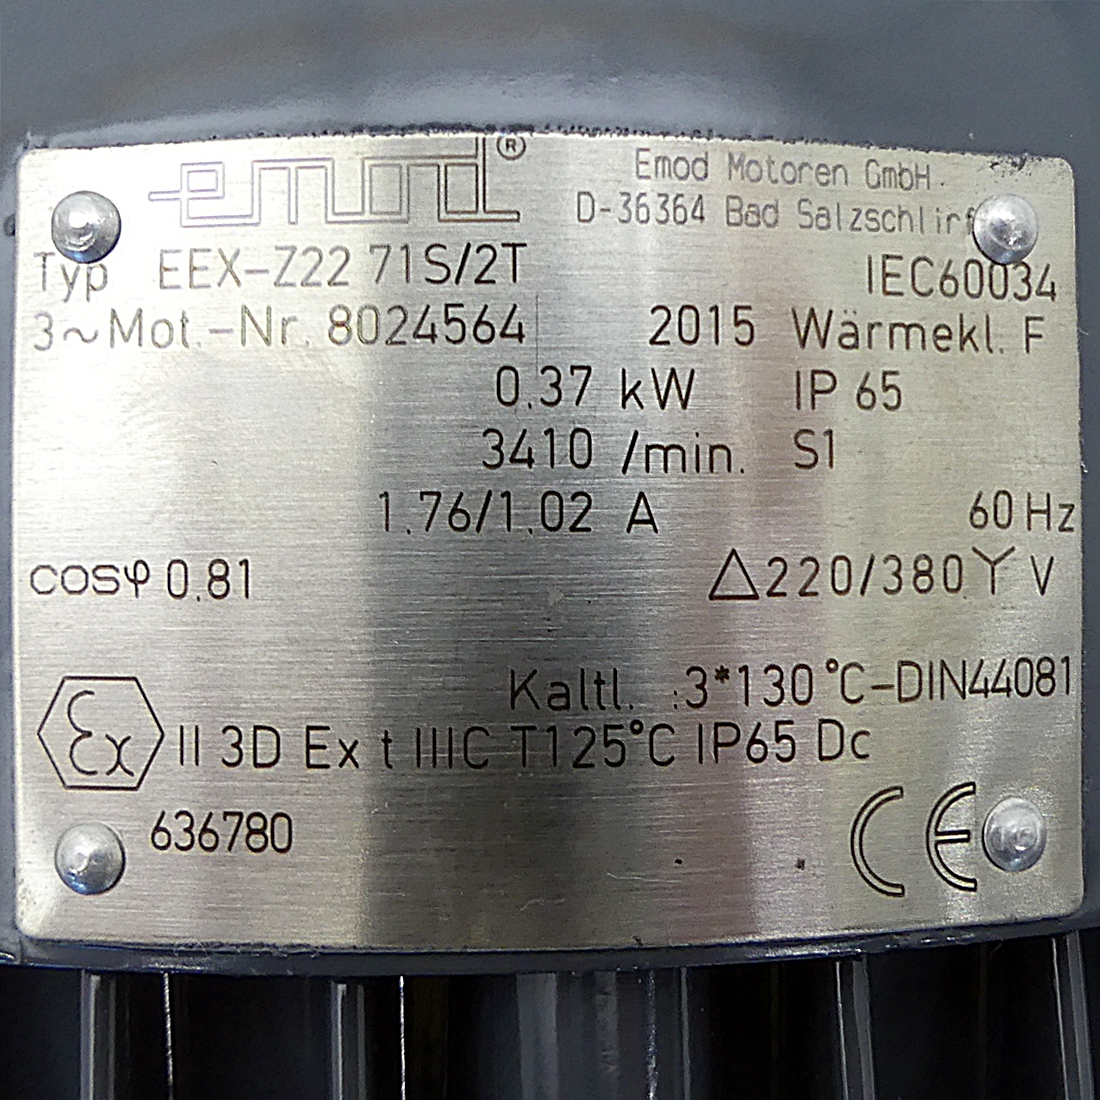 emod®
Emod Motoren GmbH
D-36364 Bad Salzschlirf
Typ EEX-Z22 71S/2T
IEC60034
3~Mot.-Nr. 8024564 2015 Wärmekl. F
0.37 kW IP 65
3410 /min. S1
1.76/1.02 A 60 Hz
cosφ 0.81 △220/380 Y V
Kaltl. :3*130°C-DIN44081
Ex II 3D Ex t IIIC T125°C IP65 Dc
636780
CE